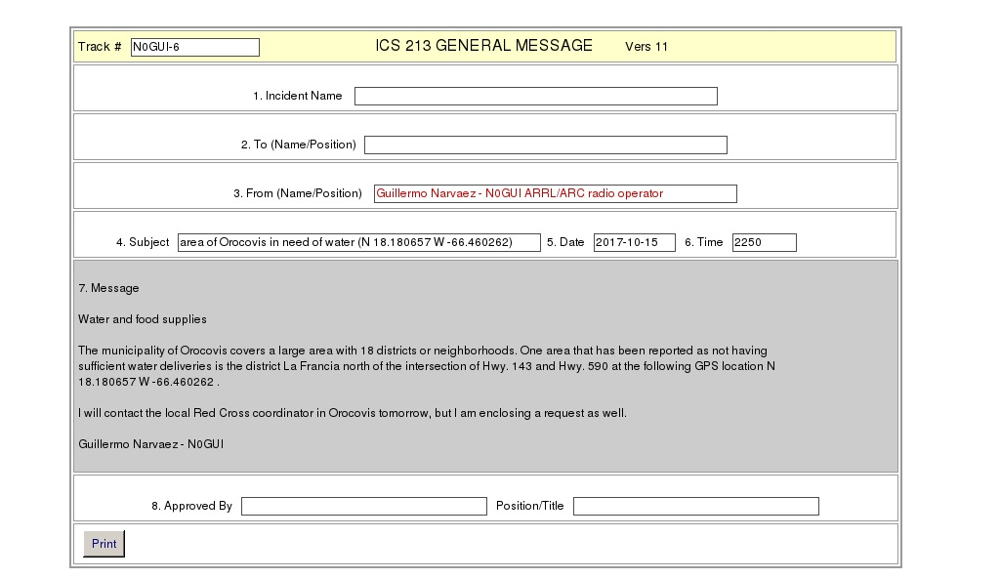 Track # N0GUI-6 ICS 213 GENERAL MESSAGE Vers 11
1. Incident Name
2. To (Name/Position)
3. From (Name/Position) Guillermo Narvaez - N0GUI ARRL/ARC radio operator
4. Subject area of Orocovis in need of water (N 18.180657 W -66.460262) 5. Date 2017-10-15 6. Time 2250
7. Message
Water and food supplies
The municipality of Orocovis covers a large area with 18 districts or neighborhoods. One area that has been reported as not having
sufficient water deliveries is the district La Francia north of the intersection of Hwy. 143 and Hwy. 590 at the following GPS location N
18.180657 W -66.460262 .
I will contact the local Red Cross coordinator in Orocovis tomorrow, but I am enclosing a request as well.
Guillermo Narvaez - N0GUI
8. Approved By Position/Title
Print